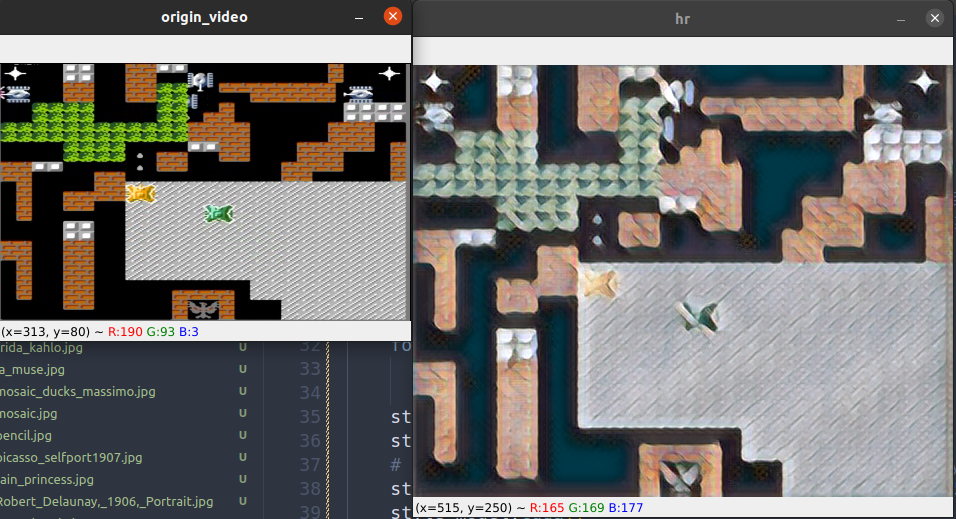 origin_video
hr
(x=313, y=80) ~ R:190 G:93 B:3
rida_kahlo.jpg U
a_muse.jpg U
mosaic_ducks_massimo.jpg U
mosaic.jpg U
pencil.jpg U
picasso_selfport1907.jpg U
ain_princess.jpg U
Robert_Delaunay,_1906,_Portrait.jpg U
32
33
34
35 st
36 st
37 #
38 st
39 st
(x=515, y=250) ~ R:165 G:169 B:177